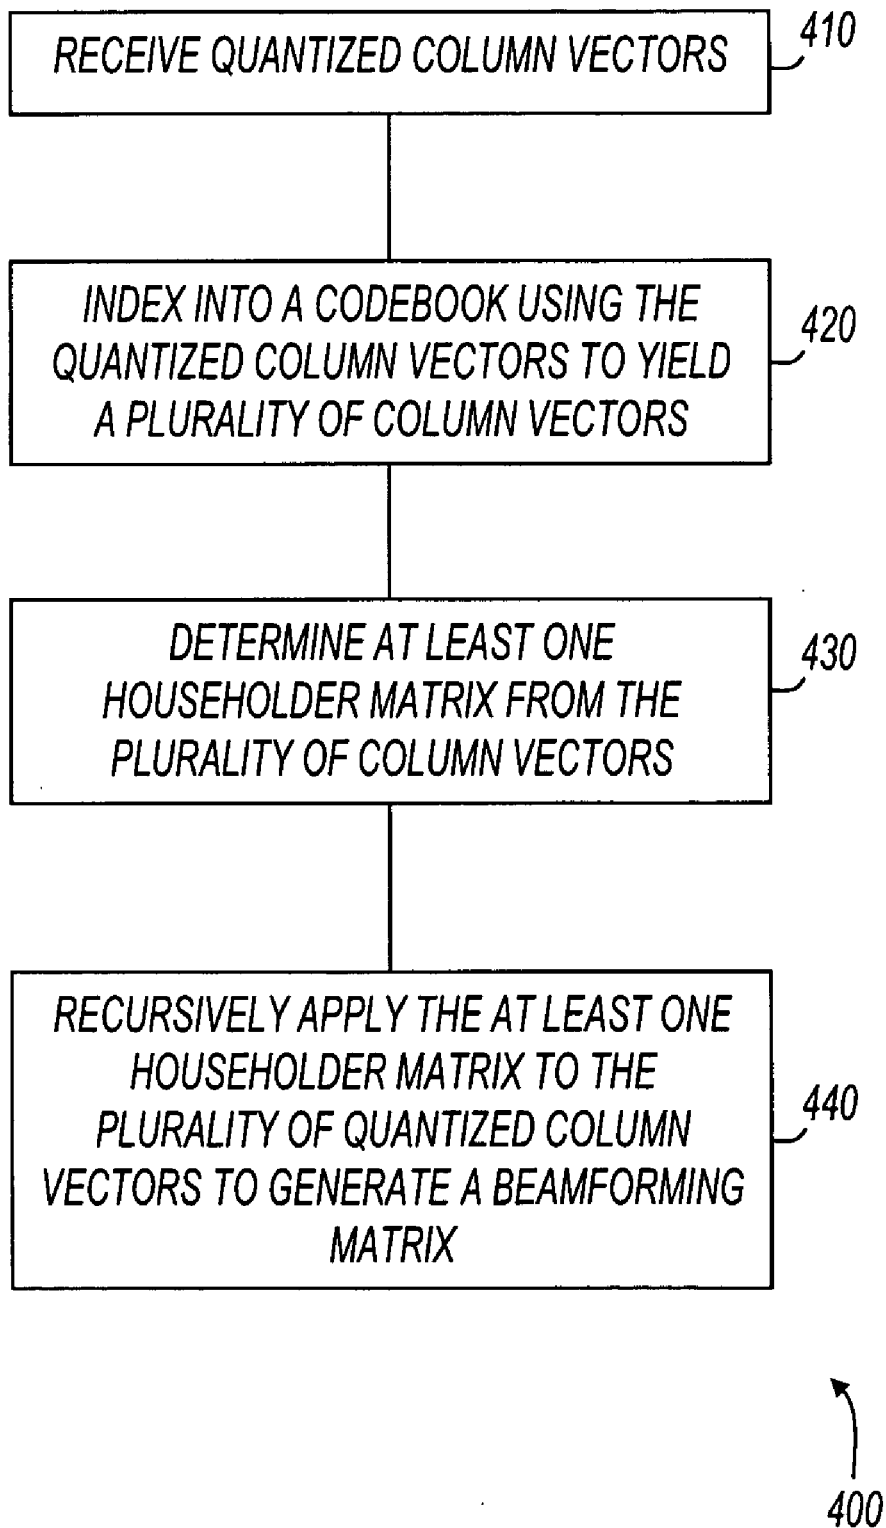 RECEIVE QUANTIZED COLUMN VECTORS
410
INDEX INTO A CODEBOOK USING THE
QUANTIZED COLUMN VECTORS TO YIELD
A PLURALITY OF COLUMN VECTORS
420
DETERMINE AT LEAST ONE
HOUSEHOLDER MATRIX FROM THE
PLURALITY OF COLUMN VECTORS
430
RECURSIVELY APPLY THE AT LEAST ONE
HOUSEHOLDER MATRIX TO THE
PLURALITY OF QUANTIZED COLUMN
VECTORS TO GENERATE A BEAMFORMING
MATRIX
440
400